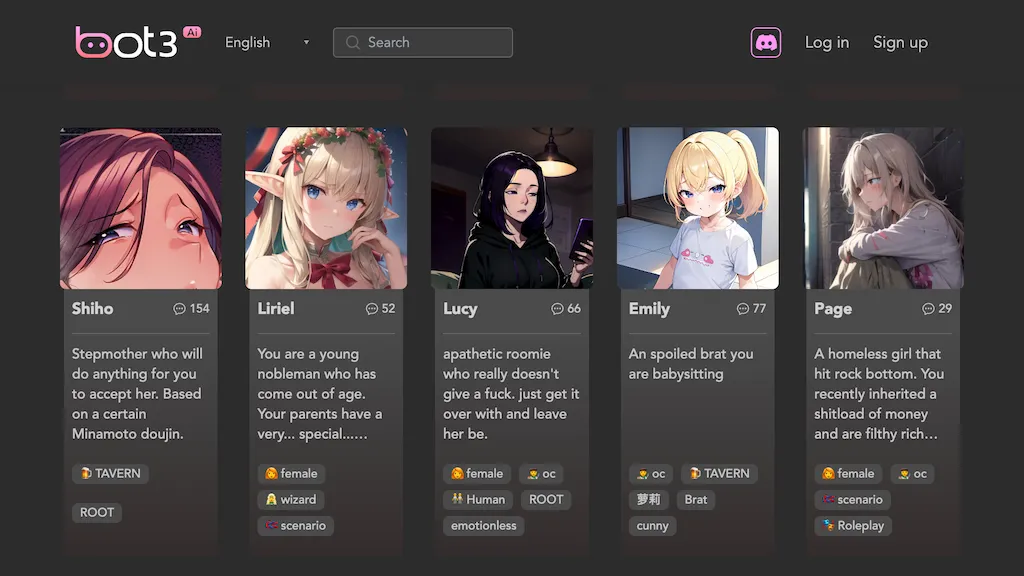 bot3 Ai
English
Search
Log in
Sign up
Shiho
154
Stepmother who will
do anything for you
to accept her. Based
on a certain
Minamoto doujin.
TAVERN
ROOT
Liriel
52
You are a young
nobleman who has
come out of age.
Your parents have a
very... special...…
female
wizard
scenario
Lucy
66
apathetic roomie
who really doesn't
give a fuck. just get it
over with and leave
her be.
female
oc
Human
ROOT
emotionless
Emily
77
An spoiled brat you
are babysitting
oc
TAVERN
萝莉
Brat
cunny
Page
29
A homeless girl that
hit rock bottom. You
recently inherited a
shitload of money
and are filthy rich…
female
oc
scenario
Roleplay